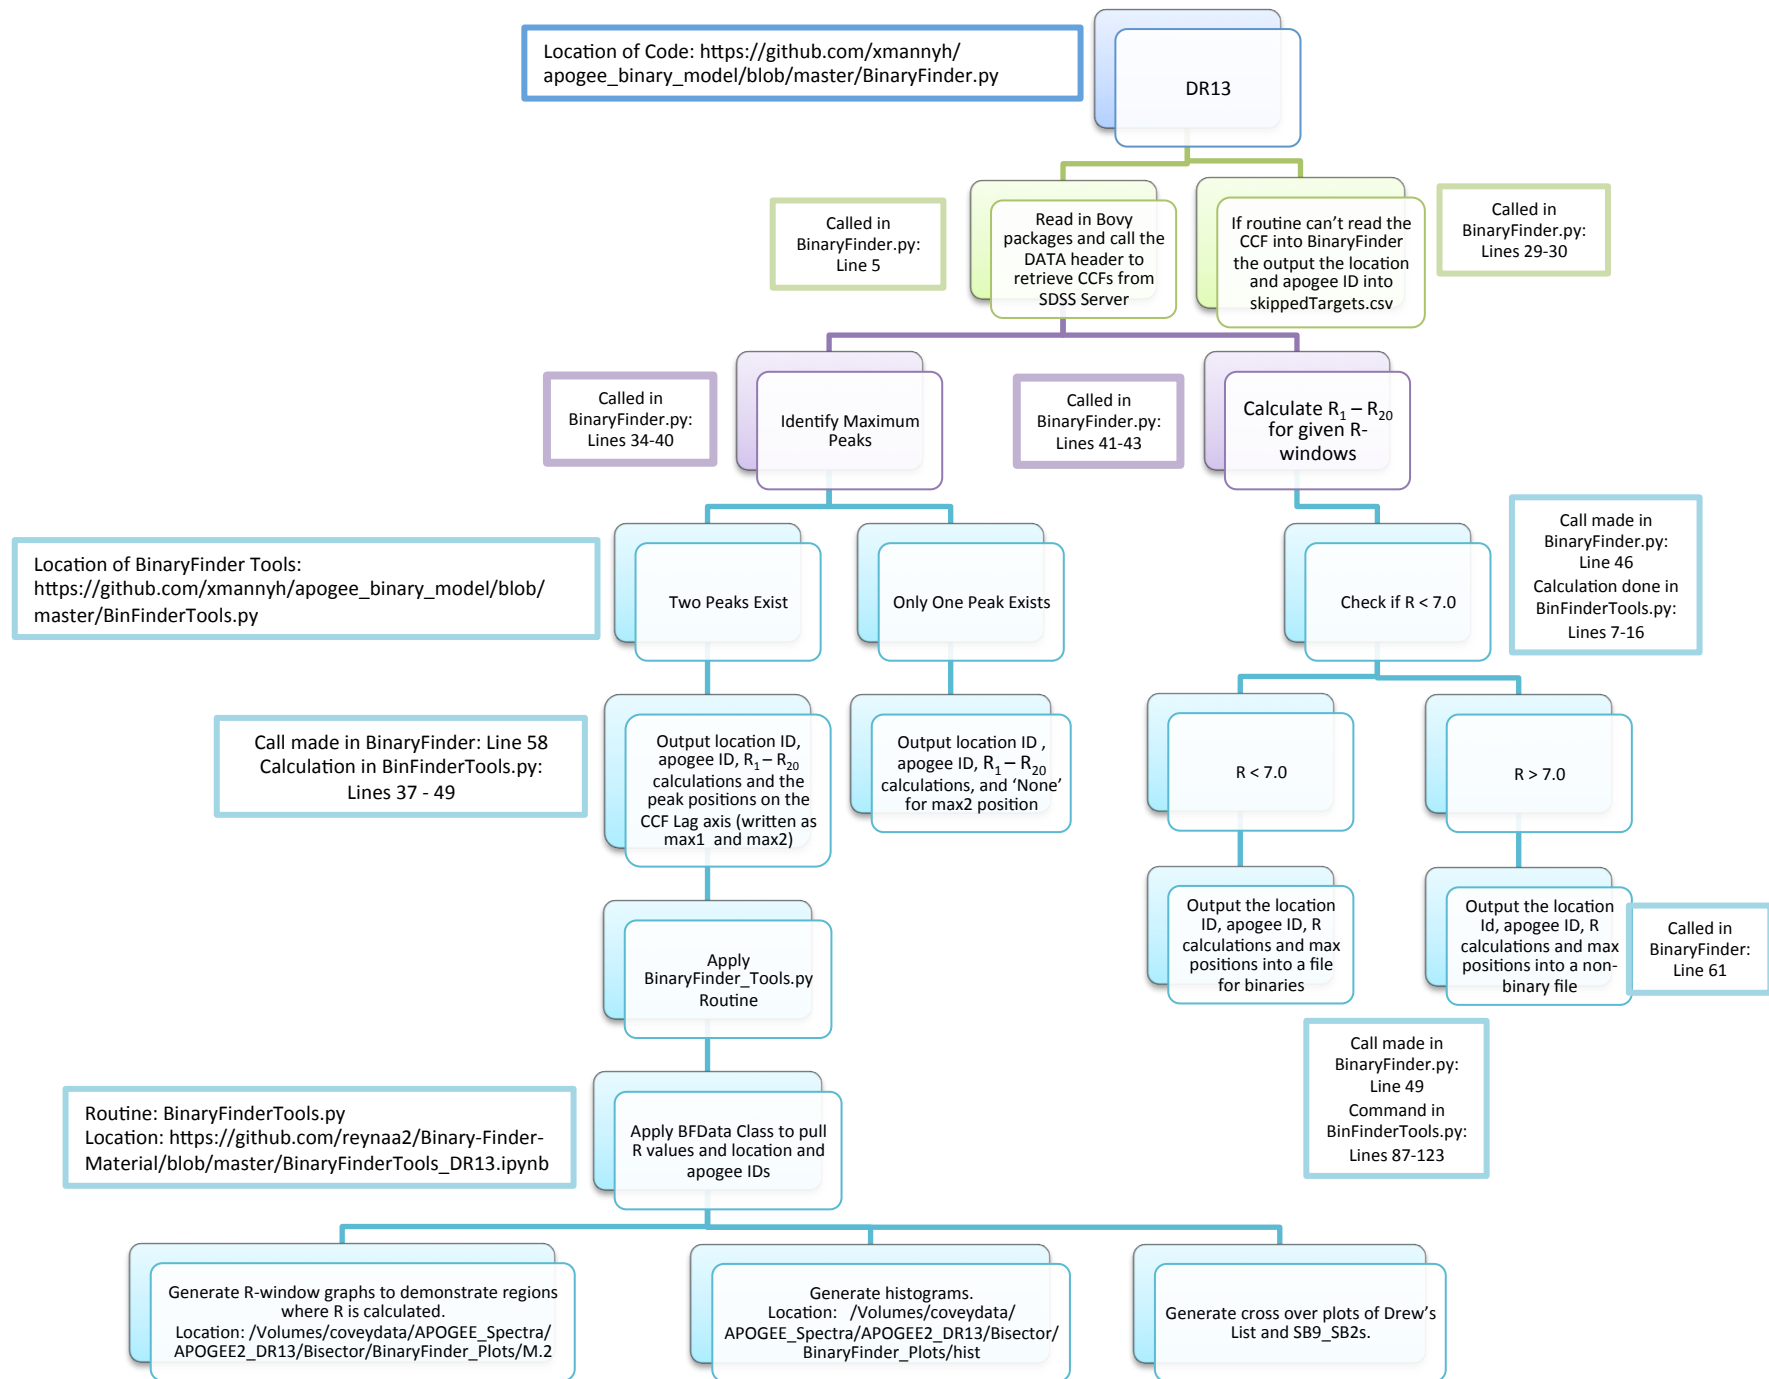 Location of Code: https://github.com/xmannyh/
apogee_binary_model/blob/master/BinaryFinder.py
DR13
Called in
BinaryFinder.py:
Line 5
Read in Bovy
packages and call the
DATA header to
retrieve CCFs from
SDSS Server
If routine can't read the
CCF into BinaryFinder
the output the location
and apogee ID into
skippedTargets.csv
Called in
BinaryFinder.py:
Lines 29-30
Called in
BinaryFinder.py:
Lines 34-40
Identify Maximum
Peaks
Called in
BinaryFinder.py:
Lines 41-43
Calculate R1 – R20
for given R-
windows
Location of BinaryFinder Tools:
https://github.com/xmannyh/apogee_binary_model/blob/
master/BinFinderTools.py
Two Peaks Exist
Only One Peak Exists
Check if R < 7.0
Call made in
BinaryFinder.py:
Line 46
Calculation done in
BinFinderTools.py:
Lines 7-16
Call made in BinaryFinder: Line 58
Calculation in BinFinderTools.py:
Lines 37 - 49
Output location ID,
apogee ID, R1 – R20
calculations and the
peak positions on the
CCF Lag axis (written as
max1 and max2)
Output location ID ,
apogee ID, R1 – R20
calculations, and 'None'
for max2 position
R < 7.0
R > 7.0
Apply
BinaryFinder_Tools.py
Routine
Output the location
ID, apogee ID, R
calculations and max
positions into a file
for binaries
Output the location
Id, apogee ID, R
calculations and max
positions into a non-
binary file
Called in
BinaryFinder:
Line 61
Call made in
BinaryFinder.py:
Line 49
Command in
BinFinderTools.py:
Lines 87-123
Routine: BinaryFinderTools.py
Location: https://github.com/reynaa2/Binary-Finder-
Material/blob/master/BinaryFinderTools_DR13.ipynb
Apply BFData Class to pull
R values and location and
apogee IDs
Generate R-window graphs to demonstrate regions
where R is calculated.
Location: /Volumes/coveydata/APOGEE_Spectra/
APOGEE2_DR13/Bisector/BinaryFinder_Plots/M.2
Generate histograms.
Location: /Volumes/coveydata/
APOGEE_Spectra/APOGEE2_DR13/Bisector/
BinaryFinder_Plots/hist
Generate cross over plots of Drew's
List and SB9_SB2s.